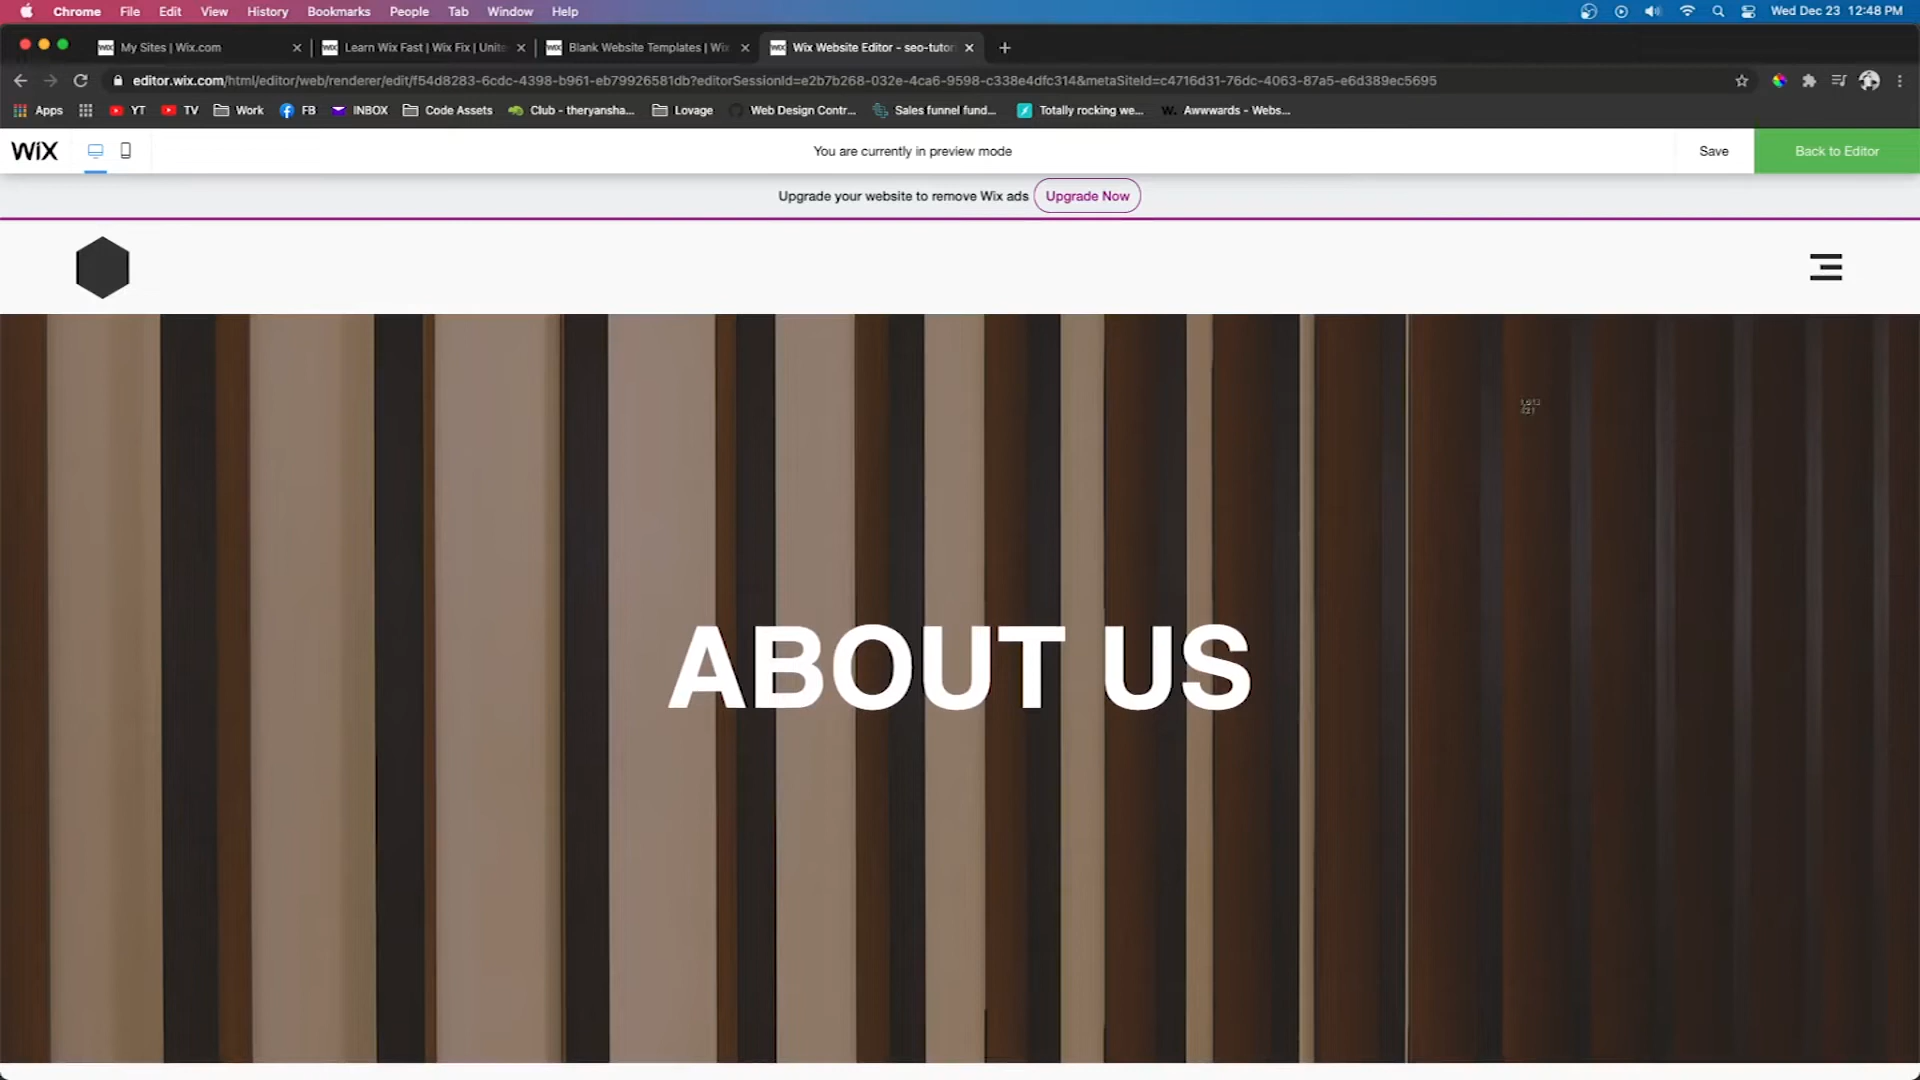 Chrome File Edit View History Bookmarks People Tab Window Help Wed Dec 23 12:48 PM
My Sites | Wix.com Learn Wix Fast | Wix Fix | Unite Blank Website Templates | Wix Wix Website Editor - seo-tutor
editor.wix.com/html/editor/web/renderer/edit/f54d8283-6cdc-4398-b961-eb79926581db?editorSessionId=e2b7b268-032e-4ca6-9598-c338e4dfc314&metaSiteId=c4716d31-76dc-4063-87a5-e6d389ec5695
Apps YT TV Work FB INBOX Code Assets Club - theryansha... Lovage Web Design Contr... Sales funnel fund... Totally rocking we... W. Awwwards - Webs...
WiX You are currently in preview mode Save Back to Editor
Upgrade your website to remove Wix ads Upgrade Now
ABOUT US